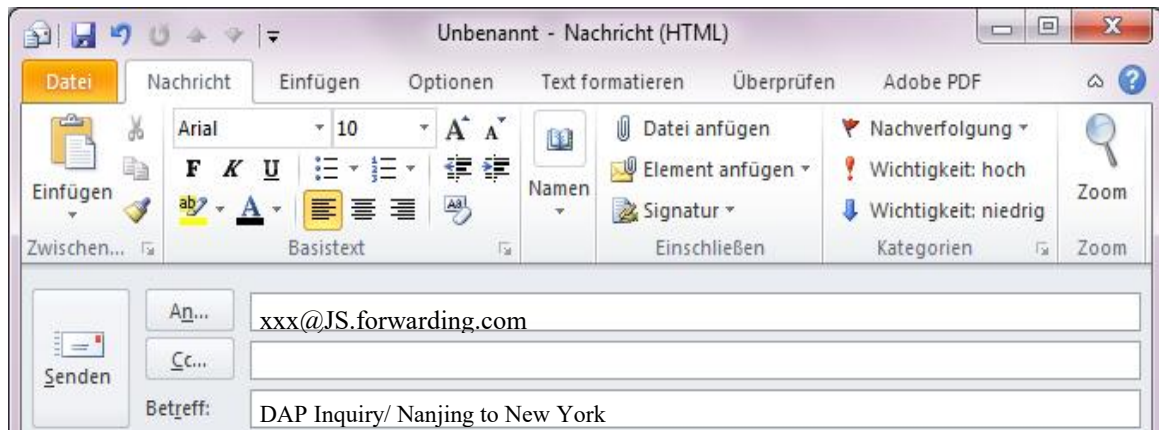 Unbenannt - Nachricht (HTML)
Datei Nachricht Einfügen Optionen Text formatieren Überprüfen Adobe PDF
Arial 10 A A Datei anfügen Nachverfolgung
F K U Element anfügen Wichtigkeit: hoch
Einfügen Namen Zoom
ab A Aa Signatur Wichtigkeit: niedrig
Zwischen... Basistext Einschließen Kategorien Zoom
An... xxx@JS.forwarding.com
Cc...
Senden
Betreff: DAP Inquiry/ Nanjing to New York